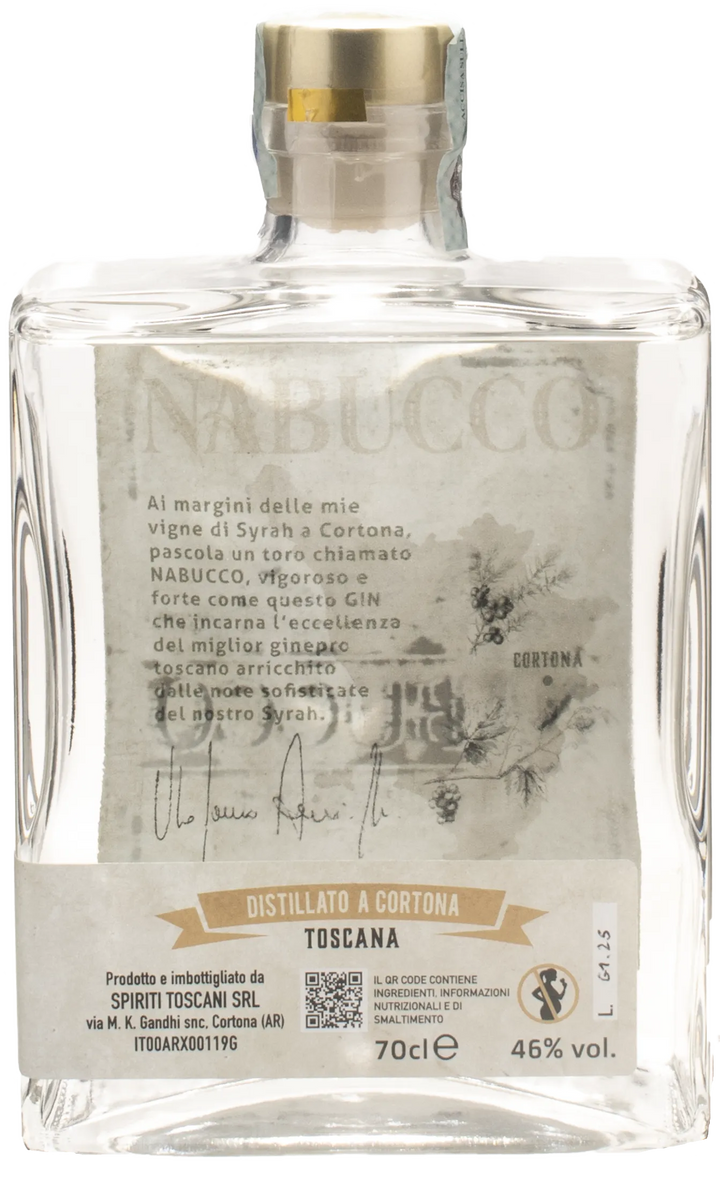 NABUCCO
Ai margini delle mie
vigne di Syrah a Cortona,
pascola un toro chiamato
NABUCCO, vigoroso e
forte come questo GIN
che incarna l'eccellenza
del miglior ginepro
toscano arricchito
dalle note sofisticate
del nostro Syrah.
CORTONA
DISTILLATO A CORTONA
TOSCANA
Prodotto e imbottigliato da
SPIRITI TOSCANI SRL
via M. K. Gandhi snc, Cortona (AR)
IT00ARX00119G
IL QR CODE CONTIENE
INGREDIENTI, INFORMAZIONI
NUTRIZIONALI E DI
SMALTIMENTO
70cl e
46% vol.
L. G1.25